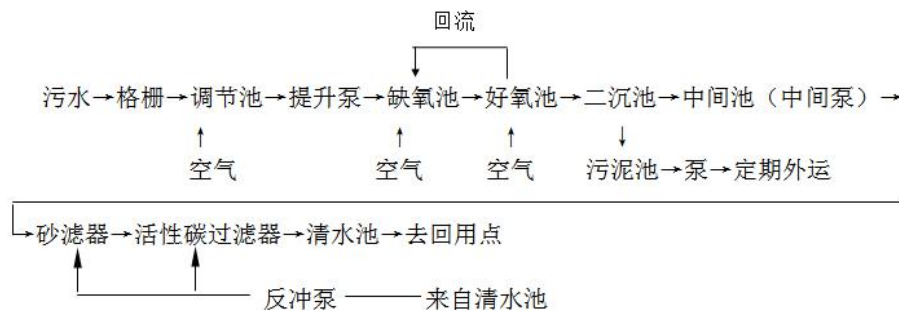 回流
污水→格栅→调节池→提升泵→缺氧池→好氧池→二沉池→中间池（中间泵）→
空气 空气 空气 污泥池→泵→定期外运
砂滤器→活性碳过滤器→清水池→去回用点
反冲泵 来自清水池